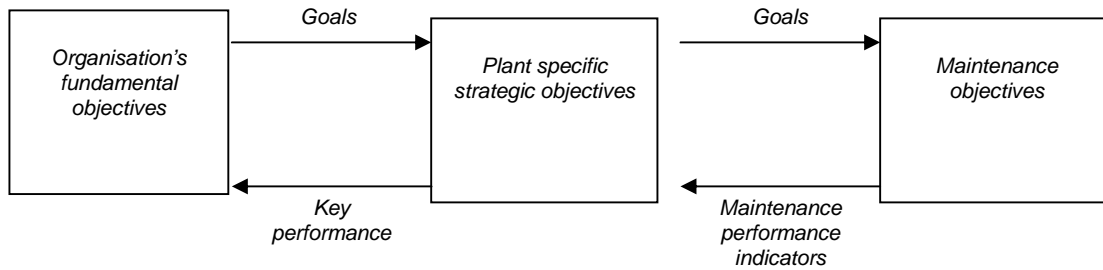 Goals
Goals
Organisation’s
fundamental
objectives
Plant specific
strategic objectives
Maintenance
objectives
Key
performance
Maintenance
performance
indicators